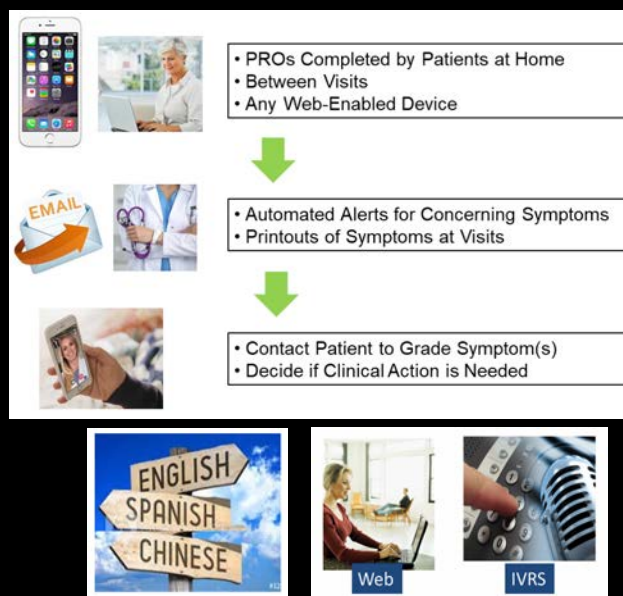 • PROs Completed by Patients at Home
• Between Visits
• Any Web-Enabled Device
EMAIL
• Automated Alerts for Concerning Symptoms
• Printouts of Symptoms at Visits
• Contact Patient to Grade Symptom(s)
• Decide if Clinical Action is Needed
ENGLISH
SPANISH
CHINESE
Web
IVRS